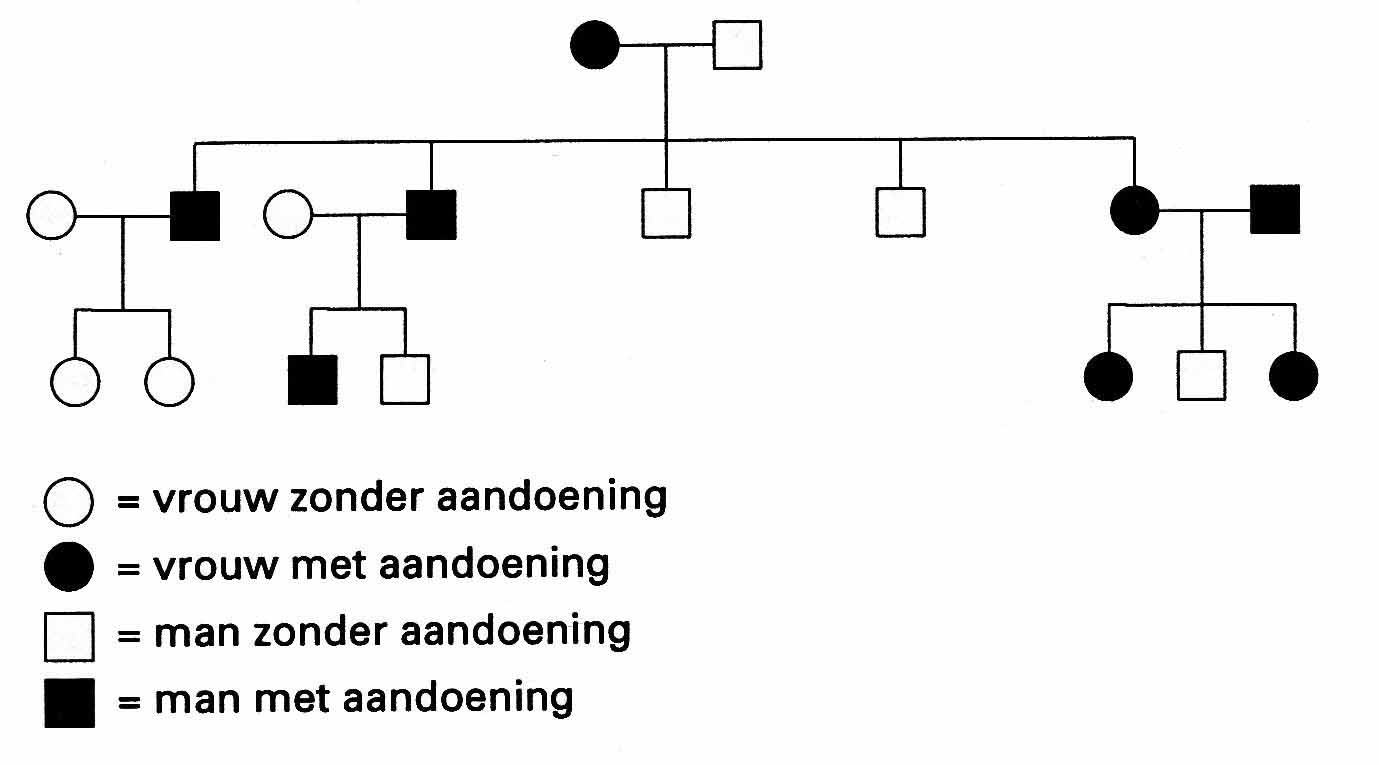 = vrouw zonder aandoening
= vrouw met aandoening
= man zonder aandoening
= man met aandoening